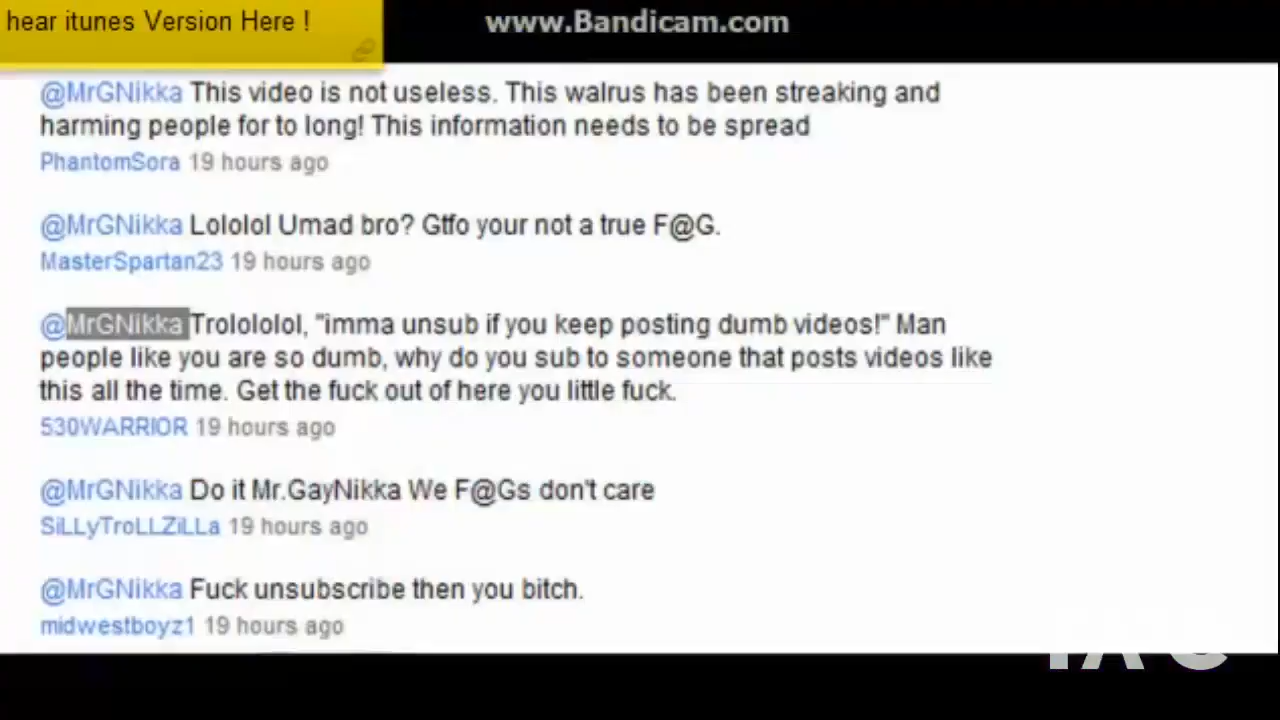 hear itunes Version Here !
www.Bandicam.com
@MrGNikka This video is not useless. This walrus has been streaking and
harming people for to long! This information needs to be spread
PhantomSora 19 hours ago
@MrGNikka Lololol Umad bro? Gtfo your not a true F@G.
MasterSpartan23 19 hours ago
@MrGNikka Trolololol, "imma unsub if you keep posting dumb videos!" Man
people like you are so dumb, why do you sub to someone that posts videos like
this all the time. Get the fuck out of here you little fuck.
530WARRIOR 19 hours ago
@MrGNikka Do it Mr.GayNikka We F@Gs don't care
SiLLyTroLLZiLLa 19 hours ago
@MrGNikka Fuck unsubscribe then you bitch.
midwestboyz1 19 hours ago